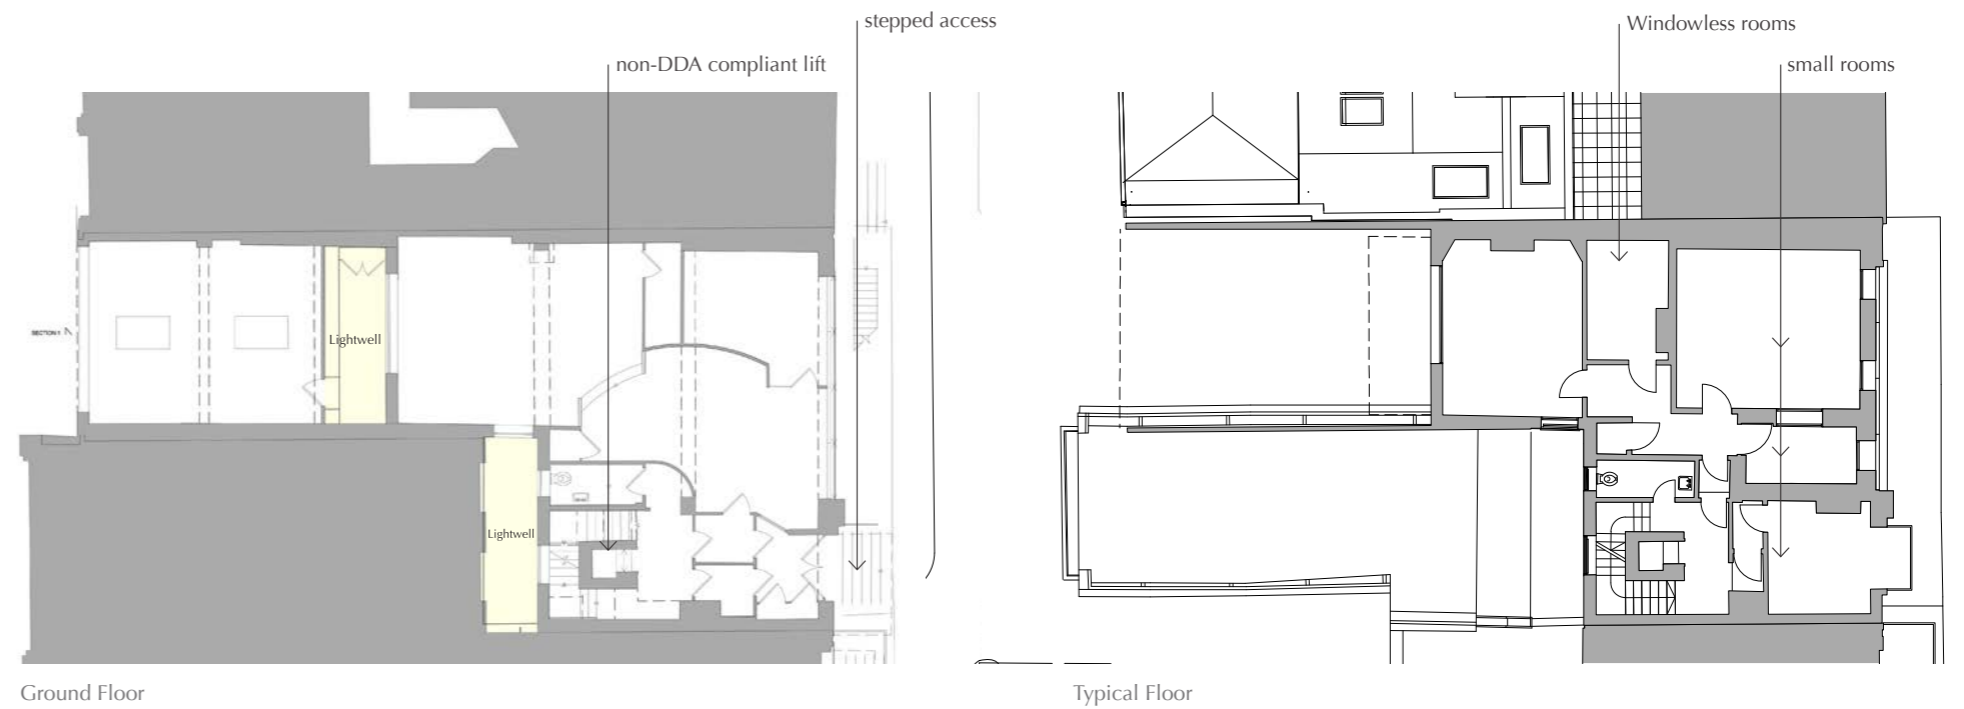 stepped access
Windowless rooms
non-DDA compliant lift
small rooms
Lightwell
Lightwell
Ground Floor
Typical Floor